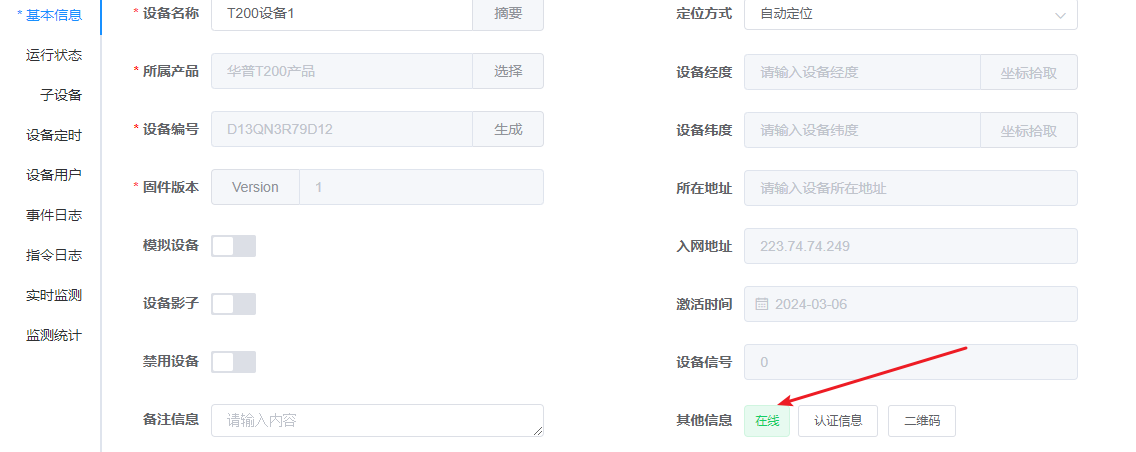 * 基本信息
运行状态
子设备
设备定时
设备用户
事件日志
指令日志
实时监测
监测统计
* 设备名称 T200设备1 摘要
* 所属产品 华普T200产品 选择
* 设备编号 D13QN3R79D12 生成
* 固件版本 Version 1
模拟设备
设备影子
禁用设备
备注信息 请输入内容
定位方式 自动定位
设备经度 请输入设备经度 坐标拾取
设备纬度 请输入设备纬度 坐标拾取
所在地址 请输入设备所在地址
入网地址 223.74.74.249
激活时间 2024-03-06
设备信号 0
其他信息 在线 认证信息 二维码